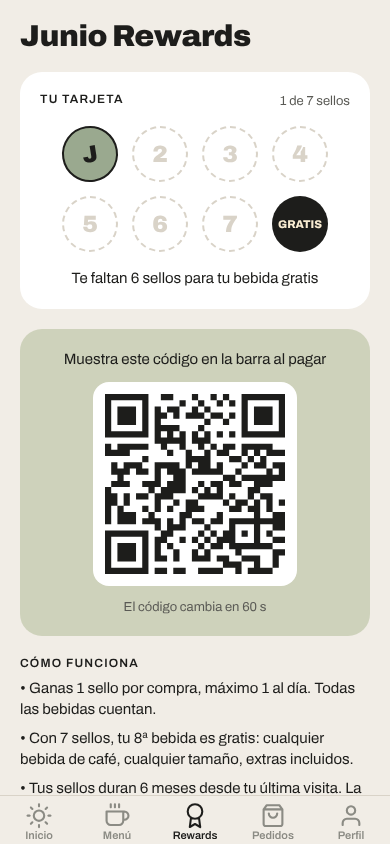 Junio Rewards
TU TARJETA
1 de 7 sellos
J 2 3 4
5 6 7 GRATIS
Te faltan 6 sellos para tu bebida gratis
Muestra este código en la barra al pagar
El código cambia en 60 s
CÓMO FUNCIONA
• Ganas 1 sello por compra, máximo 1 al día. Todas
las bebidas cuentan.
• Con 7 sellos, tu 8ª bebida es gratis: cualquier
bebida de café, cualquier tamaño, extras incluidos.
• Tus sellos duran 6 meses desde tu última visita. La
Inicio Menú Rewards Pedidos Perfil